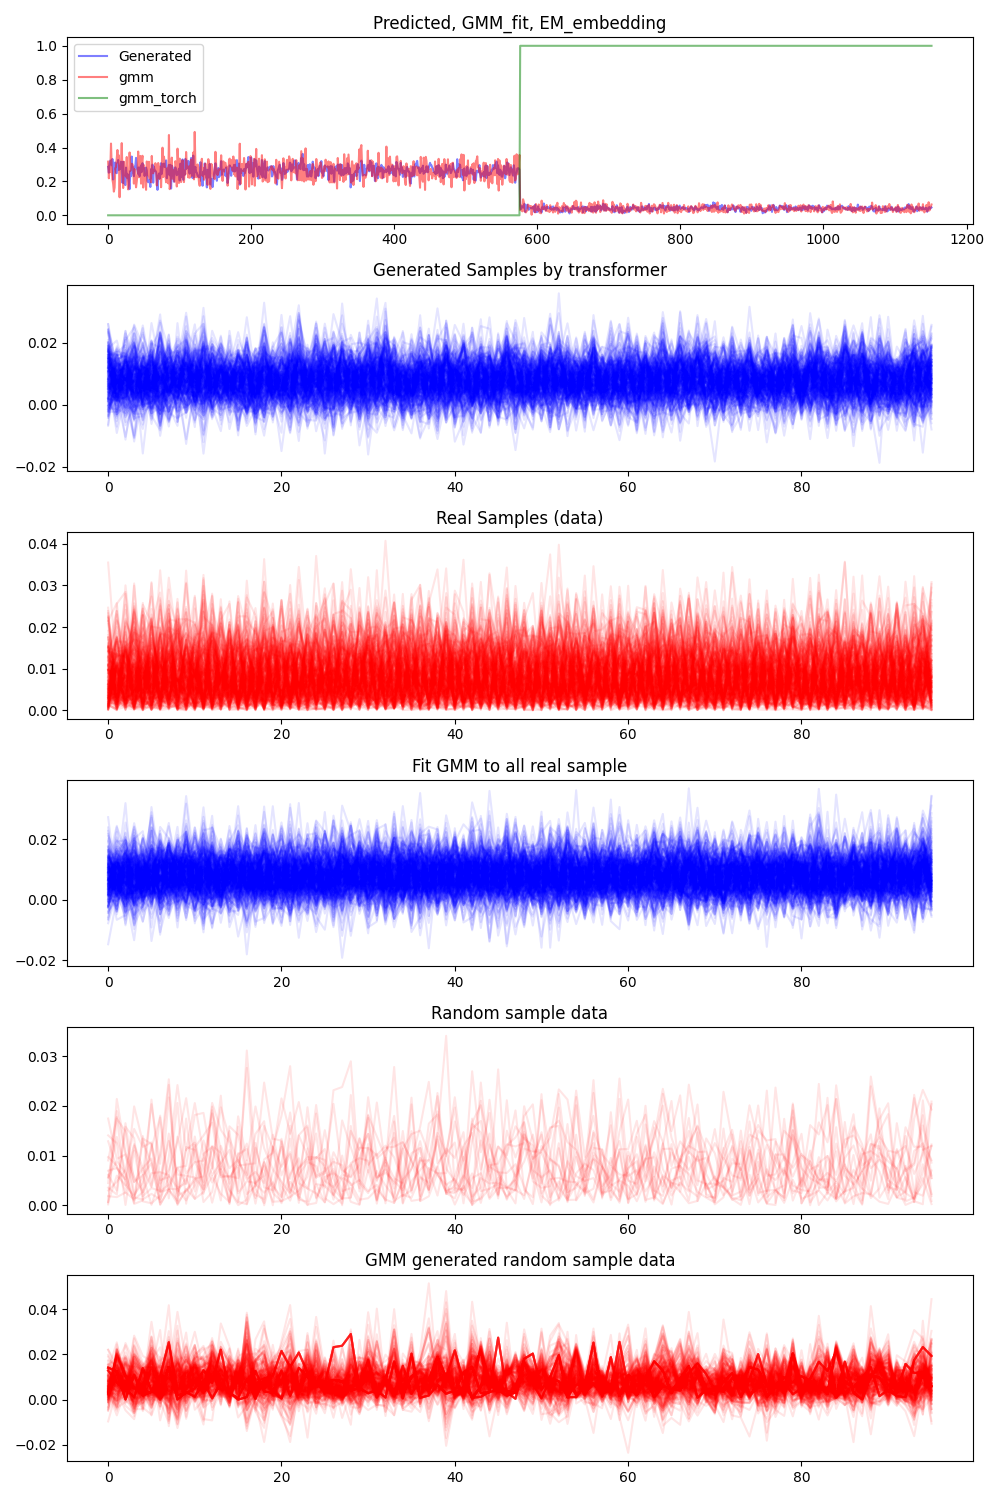 Predicted, GMM_fit, EM_embedding
1.0
0.8
0.6
0.4
0.2
0.0
Generated
gmm
gmm_torch
0 200 400 600 800 1000 1200
Generated Samples by transformer
0.02
0.00
−0.02
0 20 40 60 80
Real Samples (data)
0.04
0.03
0.02
0.01
0.00
0 20 40 60 80
Fit GMM to all real sample
0.02
0.00
−0.02
0 20 40 60 80
Random sample data
0.03
0.02
0.01
0.00
0 20 40 60 80
GMM generated random sample data
0.04
0.02
0.00
−0.02
0 20 40 60 80